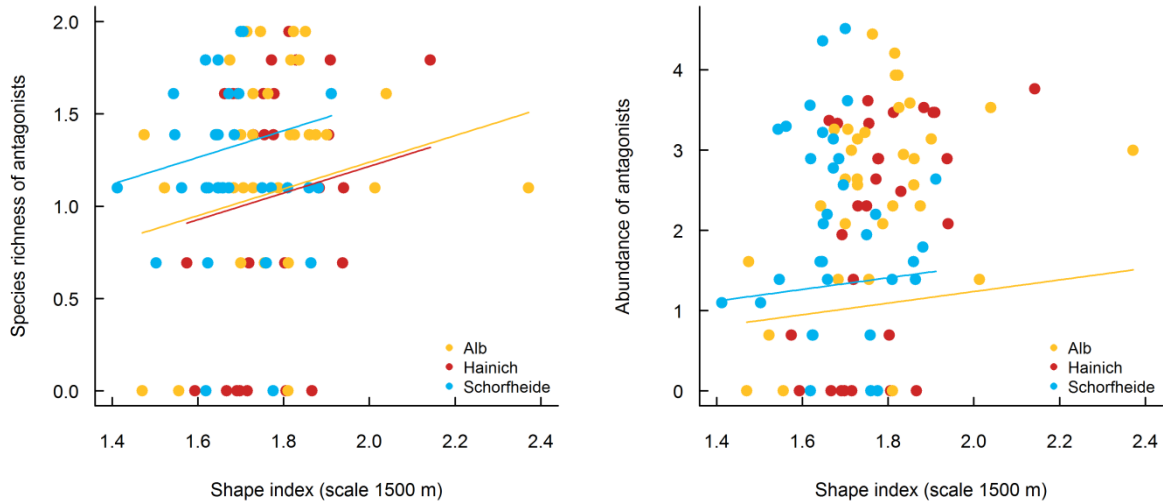 Species richness of antagonists
2.0
1.5
1.0
0.5
0.0
Alb
Hainich
Schorfheide
1.4 1.6 1.8 2.0 2.2 2.4
Shape index (scale 1500 m)
Abundance of antagonists
4
3
2
1
0
Alb
Hainich
Schorfheide
1.4 1.6 1.8 2.0 2.2 2.4
Shape index (scale 1500 m)